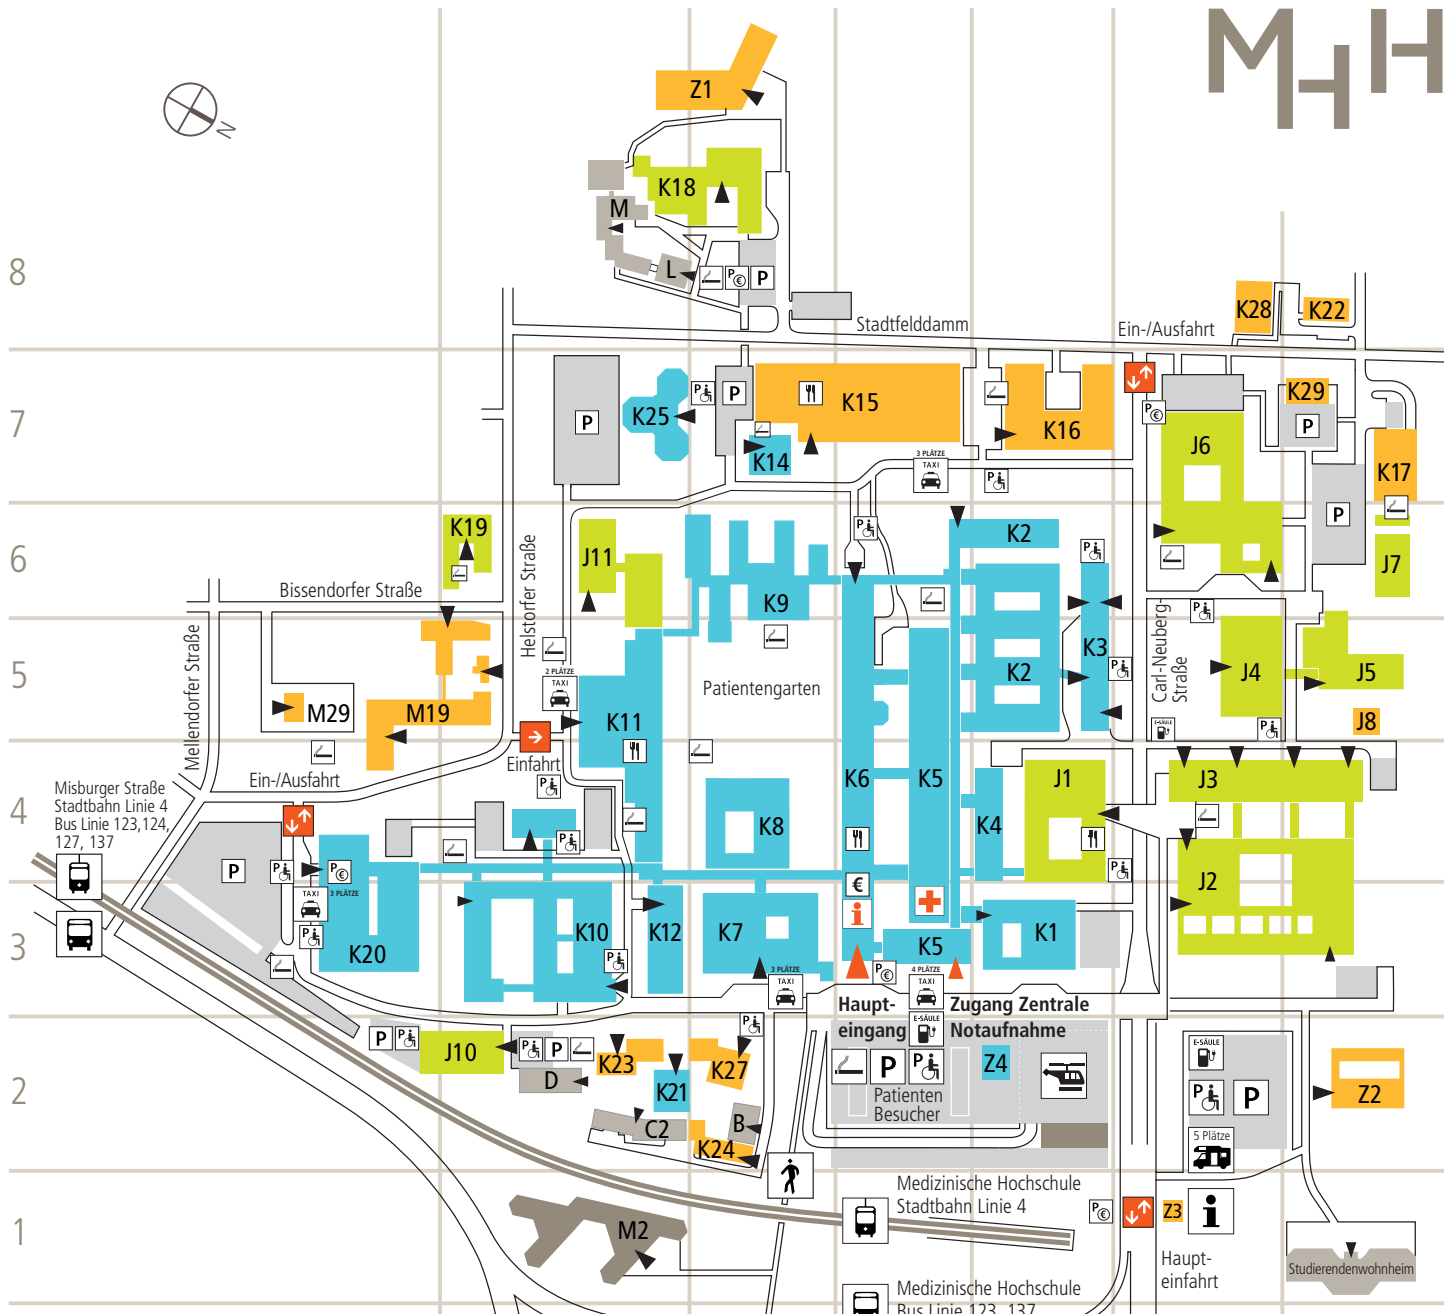 MHH
Z1
N
K18
M
L
P€
P
8
Stadtfelddamm
Ein-/Ausfahrt
K28
K22
7
P
K25
P
P
K15
K14
K16
P€
J6
K29
P
K17
3 PLÄTZE
TAXI
P
P
6
K19
Helstorfer Straße
J11
K9
P
K2
P
P
J7
Bissendorfer Straße
Mellendorfer Straße
5
2 PLÄTZE
TAXI
Patientengarten
K2
K3
P
P
Carl-Neuberg-
Straße
J4
J5
M29
M19
K11
E-SÄULE
P
J8
Ein-/Ausfahrt
Einfahrt
P
4
Misburger Straße
Stadtbahn Linie 4
Bus Linie 123,124,
127, 137
K8
K6
K5
K4
J1
J3
P
P
P
P€
€
P
J2
3
TAXI
3 PLÄTZE
P
K20
K10
P
K12
K7
K5
K1
3 PLÄTZE
TAXI
P€
4 PLÄTZE
TAXI
Haupt-
eingang
Zugang Zentrale
Notaufnahme
E-SÄULE
2
P
P
J10
P
P
D
K23
K21
K27
P
C2
B
K24
P
P
Patienten
Besucher
Z4
E-SÄULE
P
P
5 Plätze
Z2
1
M2
Medizinische Hochschule
Stadtbahn Linie 4
P€
Z3
Haupt-
einfahrt
Studierendenwohnheim
Medizinische Hochschule
Bus Linie 123, 137